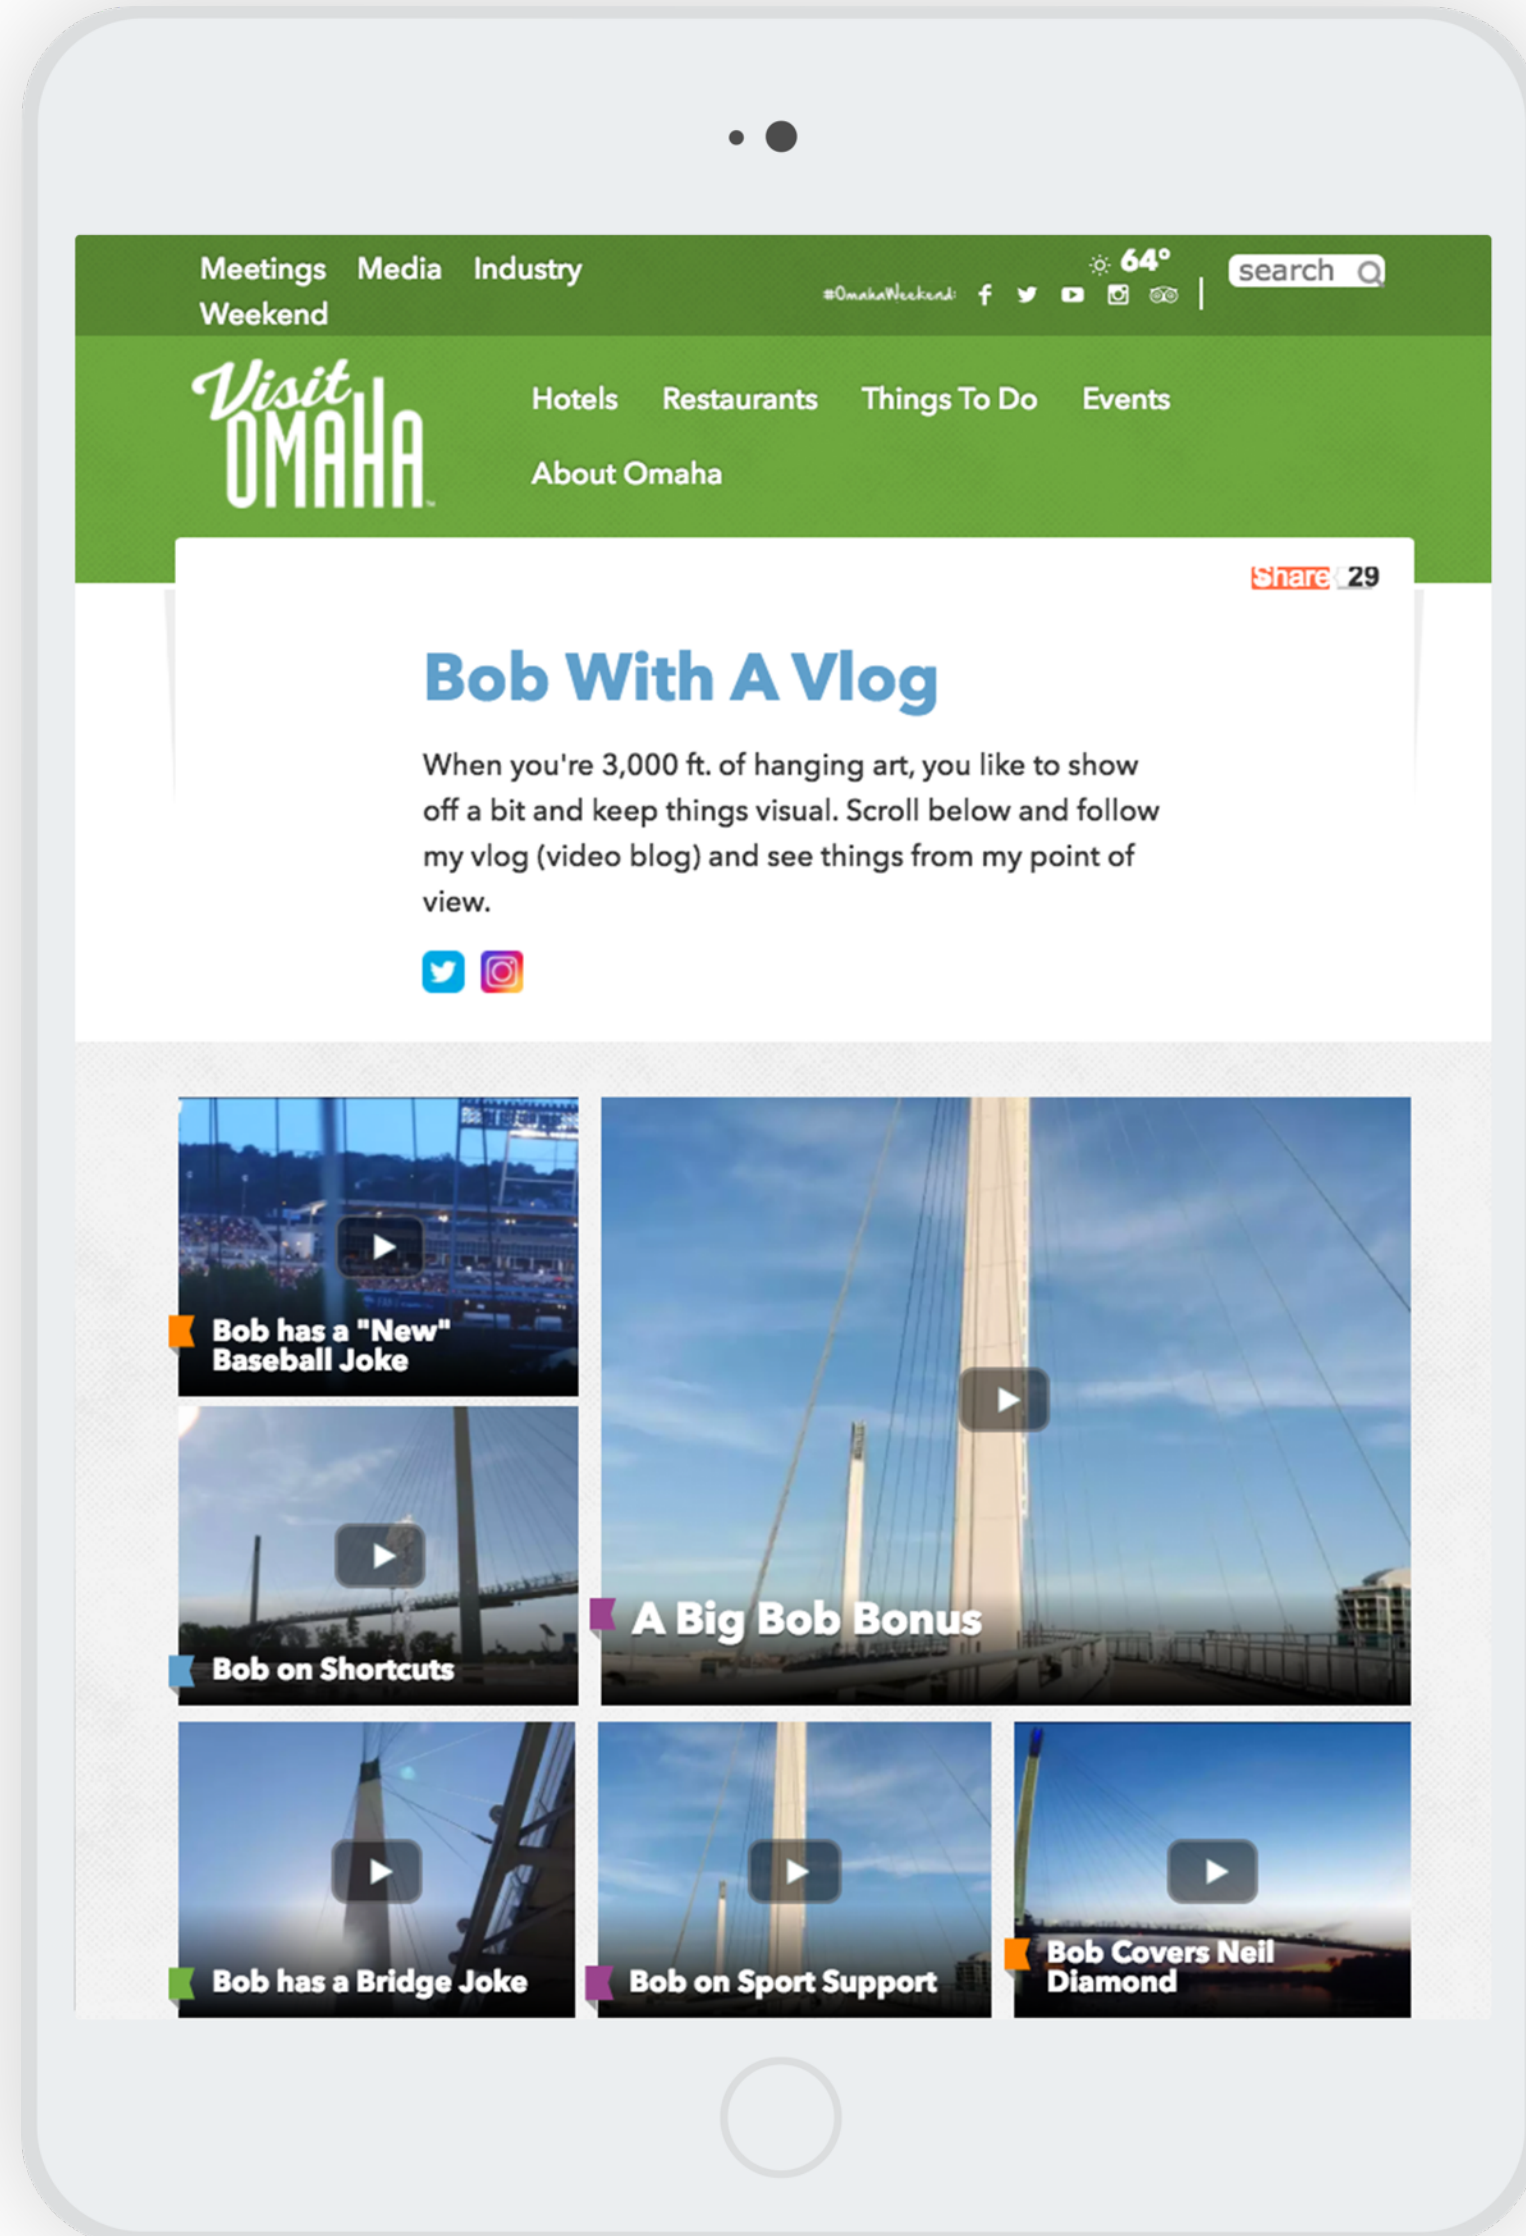 Meetings Media Industry
Weekend
64°
#OmahaWeekend:
search
Visit
OMAHA
Hotels Restaurants Things To Do Events
About Omaha
Share 29
Bob With A Vlog
When you're 3,000 ft. of hanging art, you like to show
off a bit and keep things visual. Scroll below and follow
my vlog (video blog) and see things from my point of
view.
Bob has a "New"
Baseball Joke
Bob on Shortcuts
A Big Bob Bonus
Bob has a Bridge Joke
Bob on Sport Support
Bob Covers Neil
Diamond